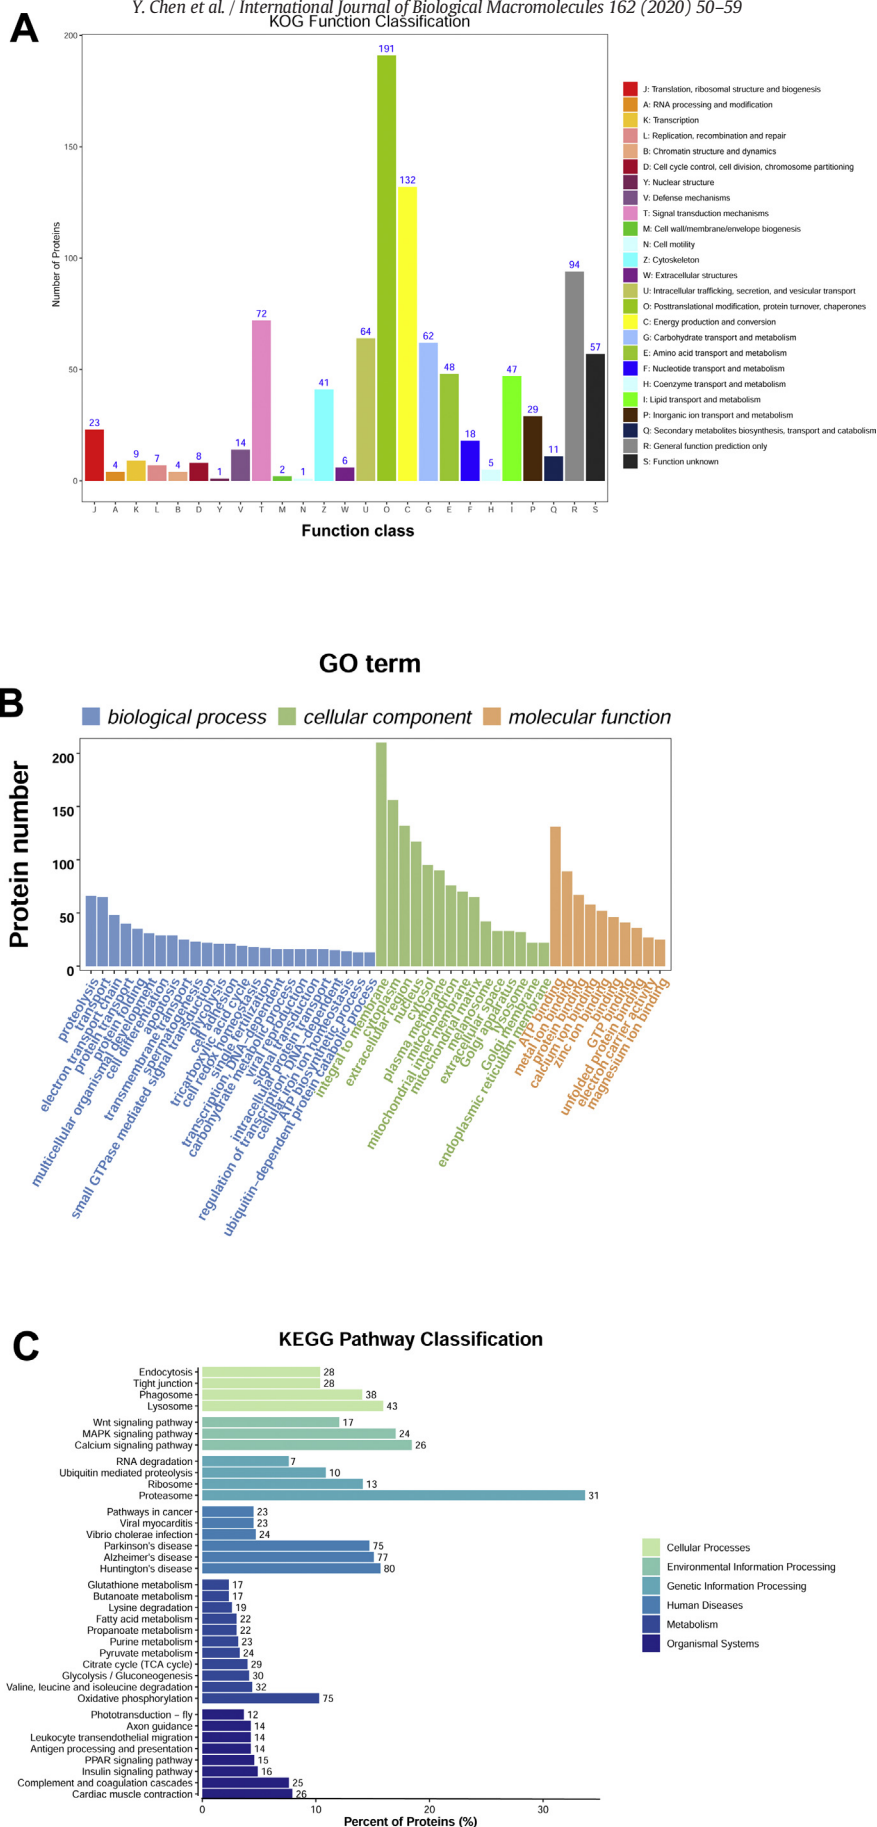 Y. Chen et al. / International Journal of Biological Macromolecules 162 (2020) 50–59
A
KOG Function Classification
Number of Proteins
200
150
100
50
0
23
4
9
7
4
8
1
14
72
2
1
41
6
64
191
132
62
48
18
5
47
29
11
94
57
J A K L B D Y V T M N Z W U O C G E F H I P Q R S
Function class
J: Translation, ribosomal structure and biogenesis
A: RNA processing and modification
K: Transcription
L: Replication, recombination and repair
B: Chromatin structure and dynamics
D: Cell cycle control, cell division, chromosome partitioning
Y: Nuclear structure
V: Defense mechanisms
T: Signal transduction mechanisms
M: Cell wall/membrane/envelope biogenesis
N: Cell motility
Z: Cytoskeleton
W: Extracellular structures
U: Intracellular trafficking, secretion, and vesicular transport
O: Posttranslational modification, protein turnover, chaperones
C: Energy production and conversion
G: Carbohydrate transport and metabolism
E: Amino acid transport and metabolism
F: Nucleotide transport and metabolism
H: Coenzyme transport and metabolism
I: Lipid transport and metabolism
P: Inorganic ion transport and metabolism
Q: Secondary metabolites biosynthesis, transport and catabolism
R: General function prediction only
S: Function unknown
GO term
B
biological process cellular component molecular function
Protein number
200
150
100
50
0
proteolysis
transport
electron transport chain
protein transport
protein folding
multicellular organismal development
cell differentiation
apoptosis
transmembrane transport
spermatogenesis
small GTPase mediated signal transduction
glycolysis
cell adhesion
tricarboxylic acid cycle
cell redox homeostasis
single fertilization
transcription, DNA−dependent
carbohydrate metabolic process
viral reproduction
signal transduction
intracellular protein transport
regulation of transcription, DNA−dependent
cellular iron ion homeostasis
ATP biosynthetic process
ubiquitin−dependent protein catabolic process
integral to membrane
cytoplasm
extracellular region
nucleus
cytosol
plasma membrane
mitochondrion
mitochondrial inner membrane
mitochondrial matrix
membrane
extracellular space
Golgi apparatus
lysosome
Golgi membrane
endoplasmic reticulum membrane
ATP binding
metal ion binding
protein binding
calcium ion binding
zinc ion binding
GTP binding
unfolded protein binding
electron carrier activity
magnesium ion binding
C
KEGG Pathway Classification
Endocytosis 28
Tight junction 28
Phagosome 38
Lysosome 43
Wnt signaling pathway 17
MAPK signaling pathway 24
Calcium signaling pathway 26
RNA degradation 7
Ubiquitin mediated proteolysis 10
Ribosome 13
Proteasome 31
Pathways in cancer 23
Viral myocarditis 23
Vibrio cholerae infection 24
Parkinson's disease 75
Alzheimer's disease 77
Huntington's disease 80
Glutathione metabolism 17
Butanoate metabolism 17
Lysine degradation 19
Fatty acid metabolism 22
Propanoate metabolism 22
Purine metabolism 23
Pyruvate metabolism 24
Citrate cycle (TCA cycle) 29
Glycolysis / Gluconeogenesis 30
Valine, leucine and isoleucine degradation 32
Oxidative phosphorylation 75
Phototransduction − fly 12
Axon guidance 14
Leukocyte transendothelial migration 14
Antigen processing and presentation 14
PPAR signaling pathway 15
Insulin signaling pathway 16
Complement and coagulation cascades 25
Cardiac muscle contraction 26
0 10 20 30
Percent of Proteins (%)
Cellular Processes
Environmental Information Processing
Genetic Information Processing
Human Diseases
Metabolism
Organismal Systems